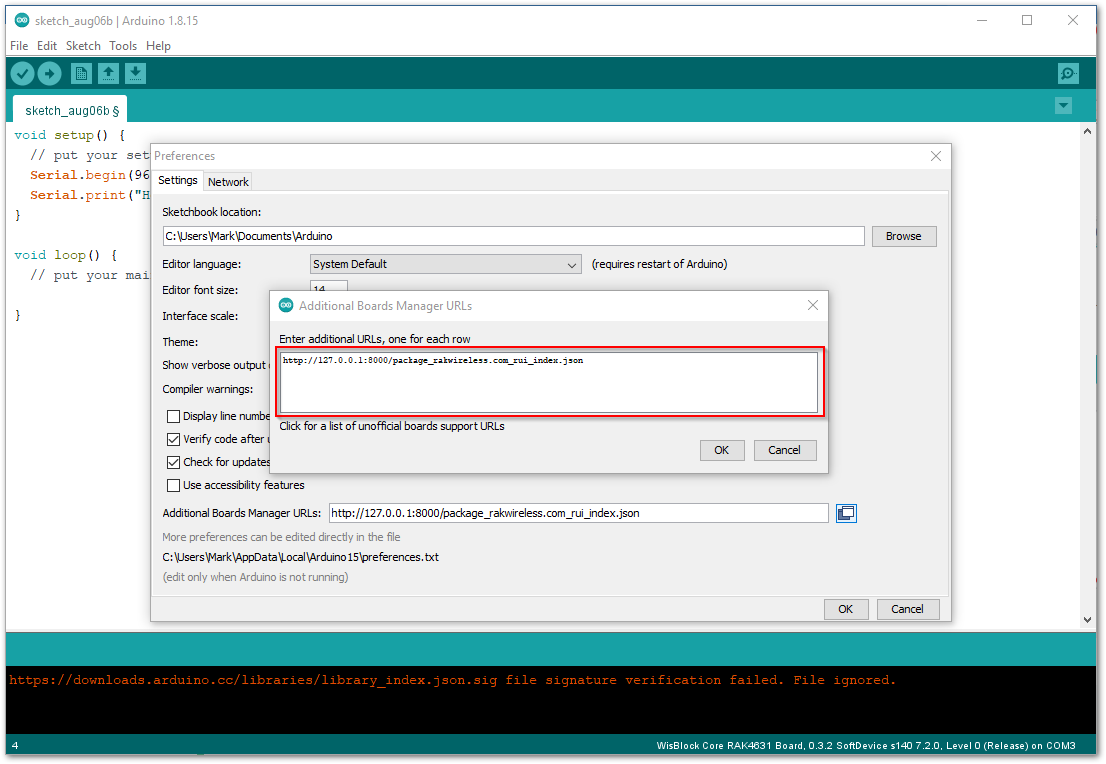 sketch_aug06b | Arduino 1.8.15
File Edit Sketch Tools Help
sketch_aug06b §
void setup() {
// put your set
Serial.begin(96
Serial.print("H
}
void loop() {
// put your mai
}
Preferences
Settings Network
Sketchbook location:
C:\Users\Mark\Documents\Arduino Browse
Editor language: System Default (requires restart of Arduino)
Editor font size: 14
Interface scale:
Theme:
Show verbose output
Compiler warnings:
Display line numbe
Verify code after u
Check for updates
Use accessibility features
Additional Boards Manager URLs
Enter additional URLs, one for each row
http://127.0.0.1:8000/package_rakwireless.com_rui_index.json
Click for a list of unofficial boards support URLs
OK Cancel
Additional Boards Manager URLs: http://127.0.0.1:8000/package_rakwireless.com_rui_index.json
More preferences can be edited directly in the file
C:\Users\Mark\AppData\Local\Arduino15\preferences.txt
(edit only when Arduino is not running)
OK Cancel
https://downloads.arduino.cc/libraries/library_index.json.sig file signature verification failed. File ignored.
4 WisBlock Core RAK4631 Board, 0.3.2 SoftDevice s140 7.2.0, Level 0 (Release) on COM3